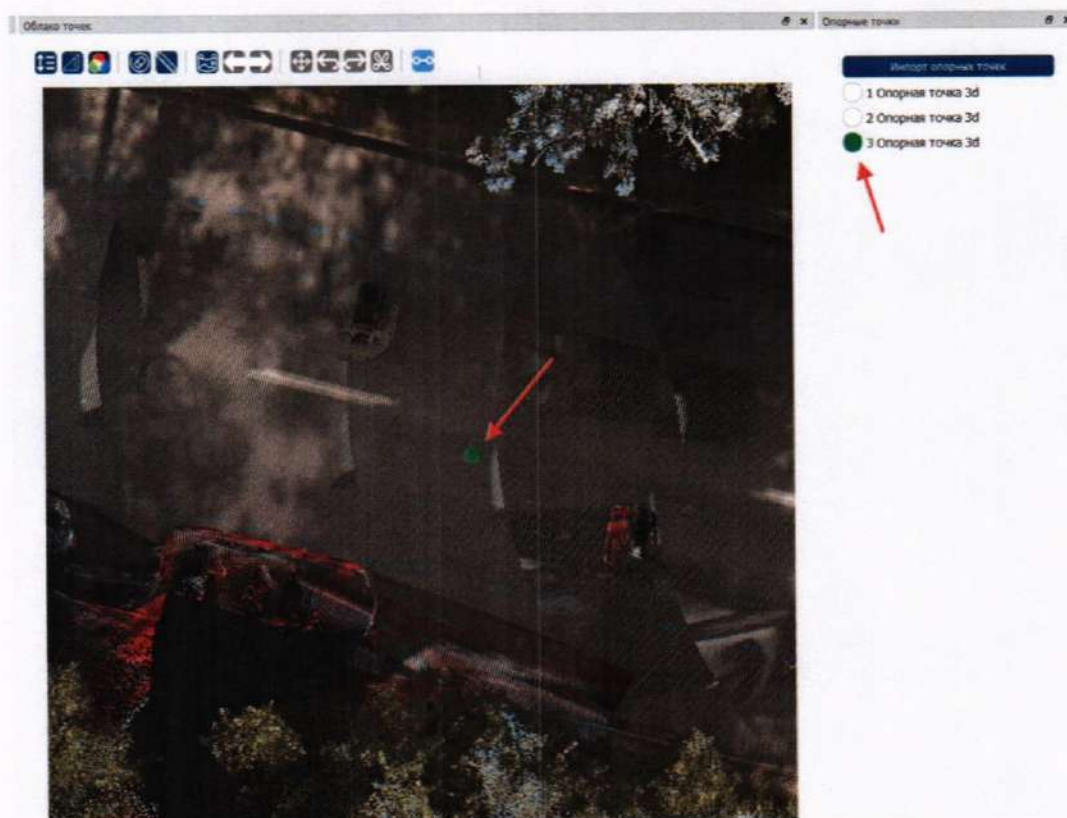 Облако точек
Опорные точки
Импорт опорных точек
1 Опорная точка 3d
2 Опорная точка 3d
3 Опорная точка 3d